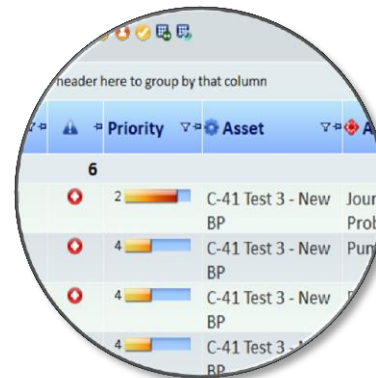 header here to group by that column
Priority Asset A
6
2 C-41 Test 3 - New Jour
BP Prob
4 C-41 Test 3 - New
BP
4 C-41 Test 3 - New
BP
4 C-41 Test 3 -
BP